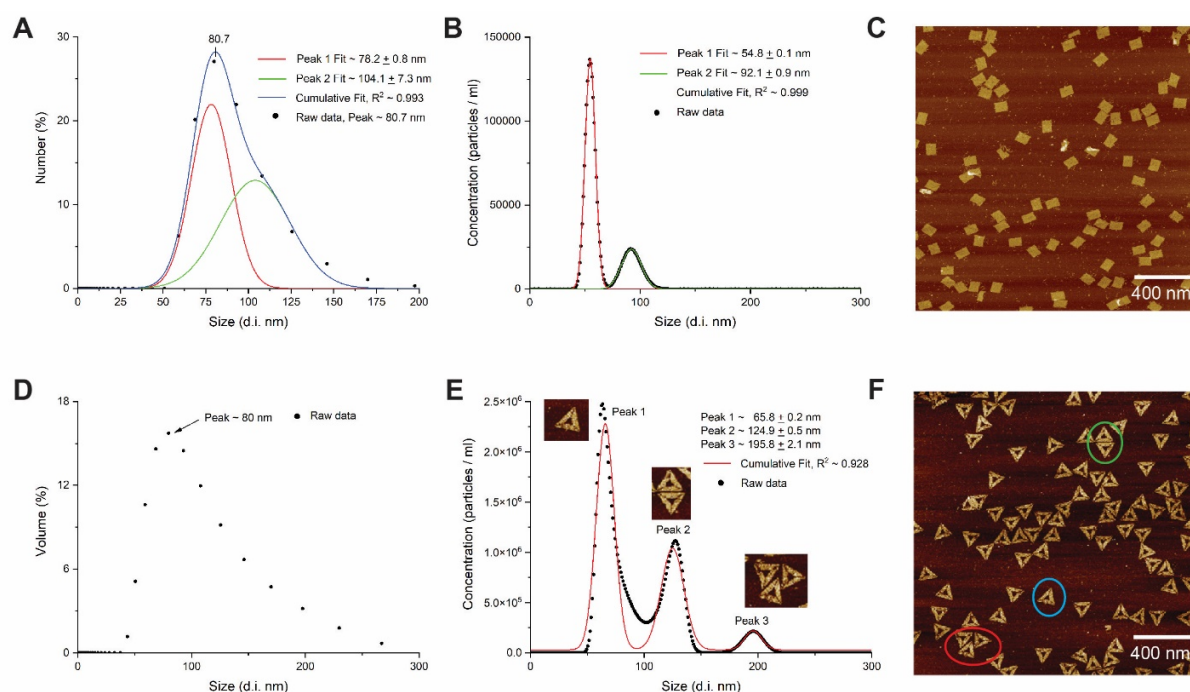 A
80.7
Peak 1 Fit ~ 78.2 ± 0.8 nm
Peak 2 Fit ~ 104.1 ± 7.3 nm
Cumulative Fit, R² ~ 0.993
Raw data, Peak ~ 80.7 nm
Number (%)
30
20
10
0
0 25 50 75 100 125 150 175 200
Size (d.i. nm)
B
Peak 1 Fit ~ 54.8 ± 0.1 nm
Peak 2 Fit ~ 92.1 ± 0.9 nm
Cumulative Fit, R² ~ 0.999
Raw data
Concentration (particles / ml)
150000
100000
50000
0
0 100 200 300
Size (d.i. nm)
C
400 nm
D
Peak ~ 80 nm
Raw data
Volume (%)
18
15
12
9
6
3
0
0 50 100 150 200 250 300
Size (d.i. nm)
E
Peak 1
Peak 2
Peak 3
Peak 1 ~ 65.8 ± 0.2 nm
Peak 2 ~ 124.9 ± 0.5 nm
Peak 3 ~ 195.8 ± 2.1 nm
Cumulative Fit, R² ~ 0.928
Raw data
Concentration (particles / ml)
2.5×10⁶
2.0×10⁶
1.5×10⁶
1.0×10⁶
5.0×10⁵
0.0
0 100 200 300
Size (d.i. nm)
F
400 nm